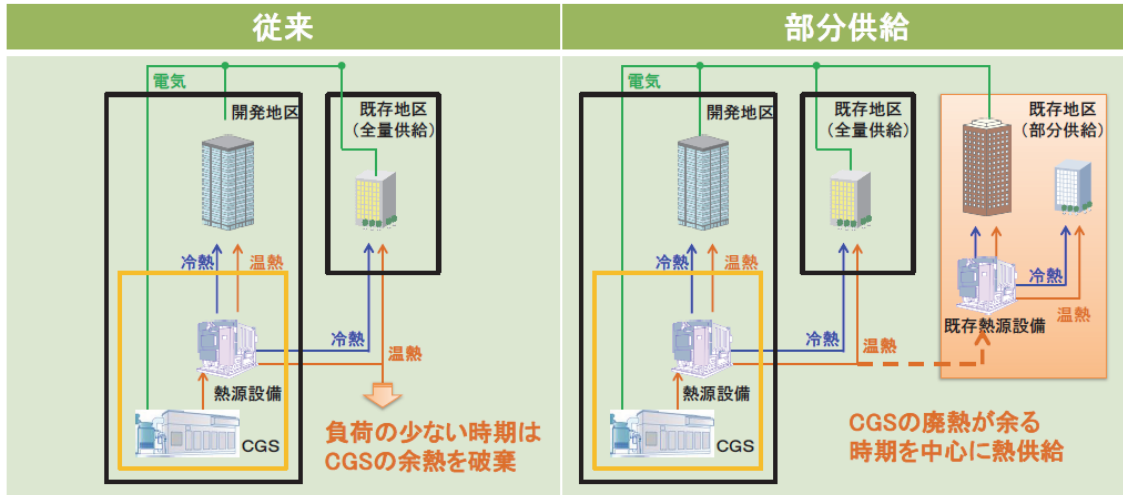 従来
電気
開発地区
既存地区
（全量供給）
冷熱
温熱
冷熱
温熱
熱源設備
CGS
負荷の少ない時期は
CGSの余熱を破棄
部分供給
電気
開発地区
既存地区
（全量供給）
既存地区
（部分供給）
冷熱
温熱
冷熱
温熱
既存熱源設備
冷熱
温熱
熱源設備
CGS
CGSの廃熱が余る
時期を中心に熱供給